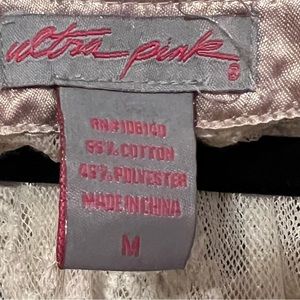 ultra pink
RN#106140
55% COTTON
45% POLYESTER
MADE IN CHINA
M